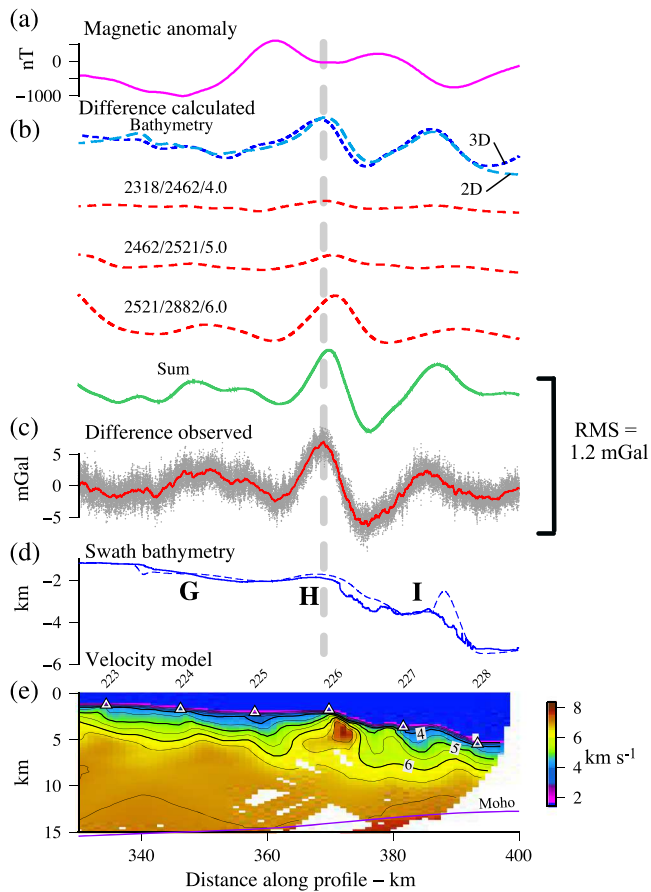 (a)
Magnetic anomaly
nT
0
−1000
Difference calculated
(b)
Bathymetry
3D
2D
2318/2462/4.0
2462/2521/5.0
2521/2882/6.0
Sum
RMS =
1.2 mGal
(c)
Difference observed
mGal
5
0
−5
(d)
Swath bathymetry
km
−2
−4
−6
G
H
I
Velocity model
223
224
225
226
227
228
(e)
km
0
5
10
15
4
5
6
Moho
8
6
4
2
km s⁻¹
340
360
380
400
Distance along profile – km